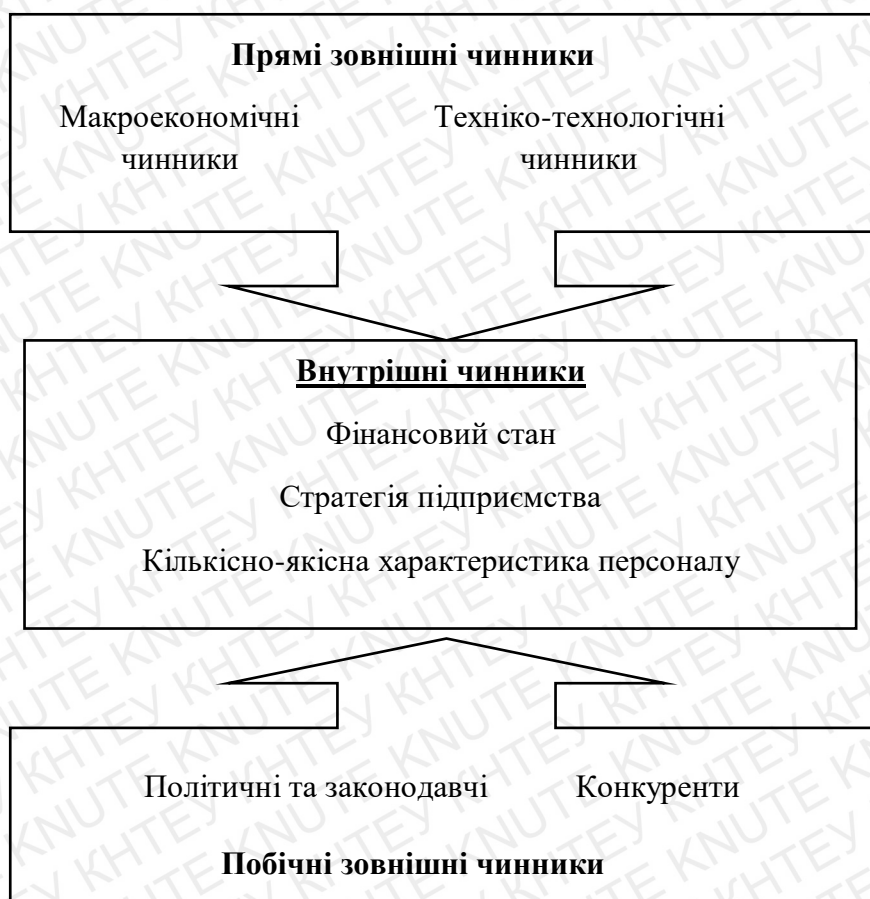 Прямі зовнішні чинники
Макроекономічні Техніко-технологічні
чинники чинники
Внутрішні чинники
Фінансовий стан
Стратегія підприємства
Кількісно-якісна характеристика персоналу
Політичні та законодавчі Конкуренти
Побічні зовнішні чинники